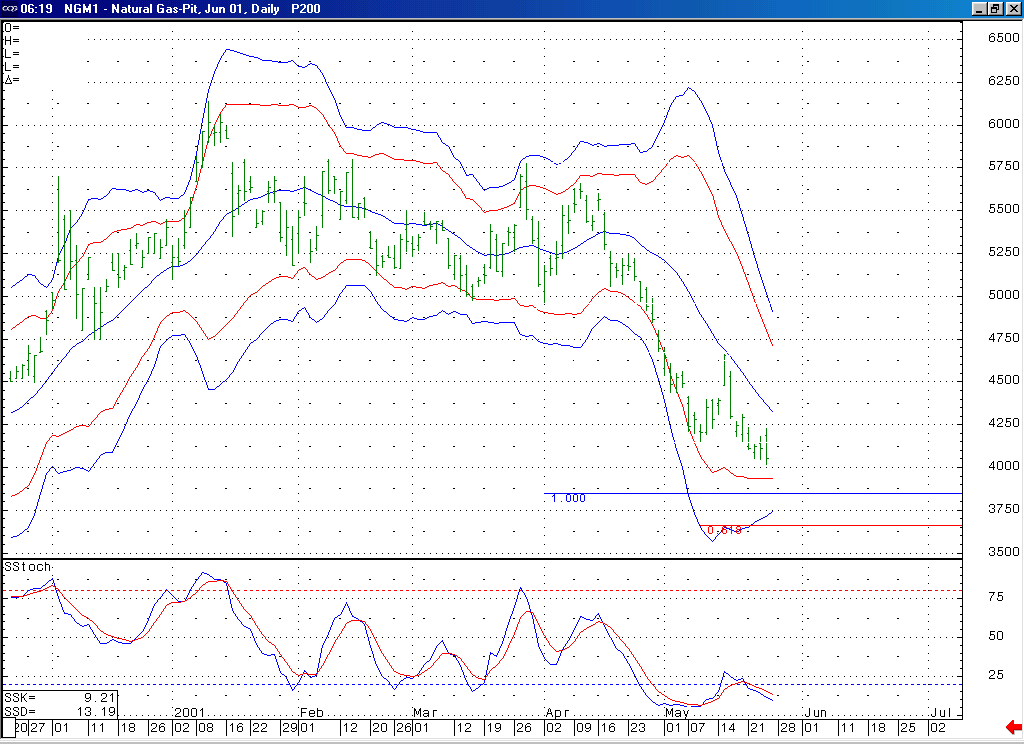 06:19 NGM1 - Natural Gas-Pit, Jun 01, Daily P200
O=
H=
L=
L=
Δ=
6500
6250
6000
5750
5500
5250
5000
4750
4500
4250
4000
3750
3500
1.000
0.618
SStoch
75
50
25
SSK= 9.21
SSD= 13.19
2001 Feb Mar Apr May Jun Jul
20 27 01 11 18 26 02 08 16 22 29 01 12 20 26 01 12 19 26 02 09 16 23 01 07 14 21 28 01 11 18 25 02